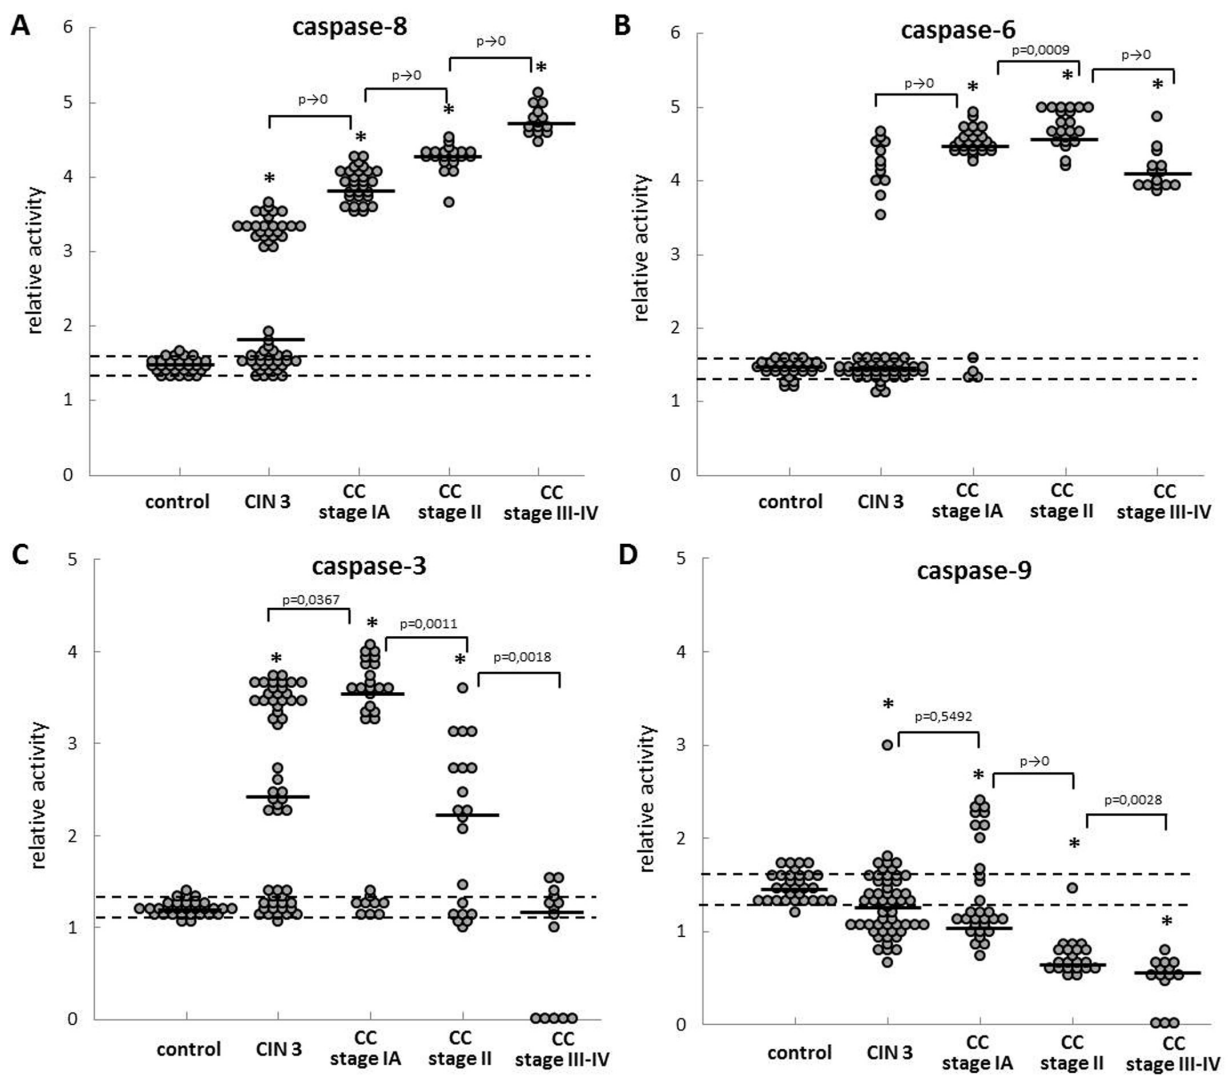 A
caspase-8
6
5
4
3
2
1
0
relative activity
p→0
p→0
p→0
*
*
*
*
control
CIN 3
CC
stage IA
CC
stage II
CC
stage III-IV
B
caspase-6
6
5
4
3
2
1
0
relative activity
p→0
p=0,0009
p→0
*
*
*
control
CIN 3
CC
stage IA
CC
stage II
CC
stage III-IV
C
caspase-3
5
4
3
2
1
0
relative activity
p=0,0367
p=0,0011
p=0,0018
*
*
*
control
CIN 3
CC
stage IA
CC
stage II
CC
stage III-IV
D
caspase-9
5
4
3
2
1
0
relative activity
p=0,5492
p→0
p=0,0028
*
*
*
*
control
CIN 3
CC
stage IA
CC
stage II
CC
stage III-IV